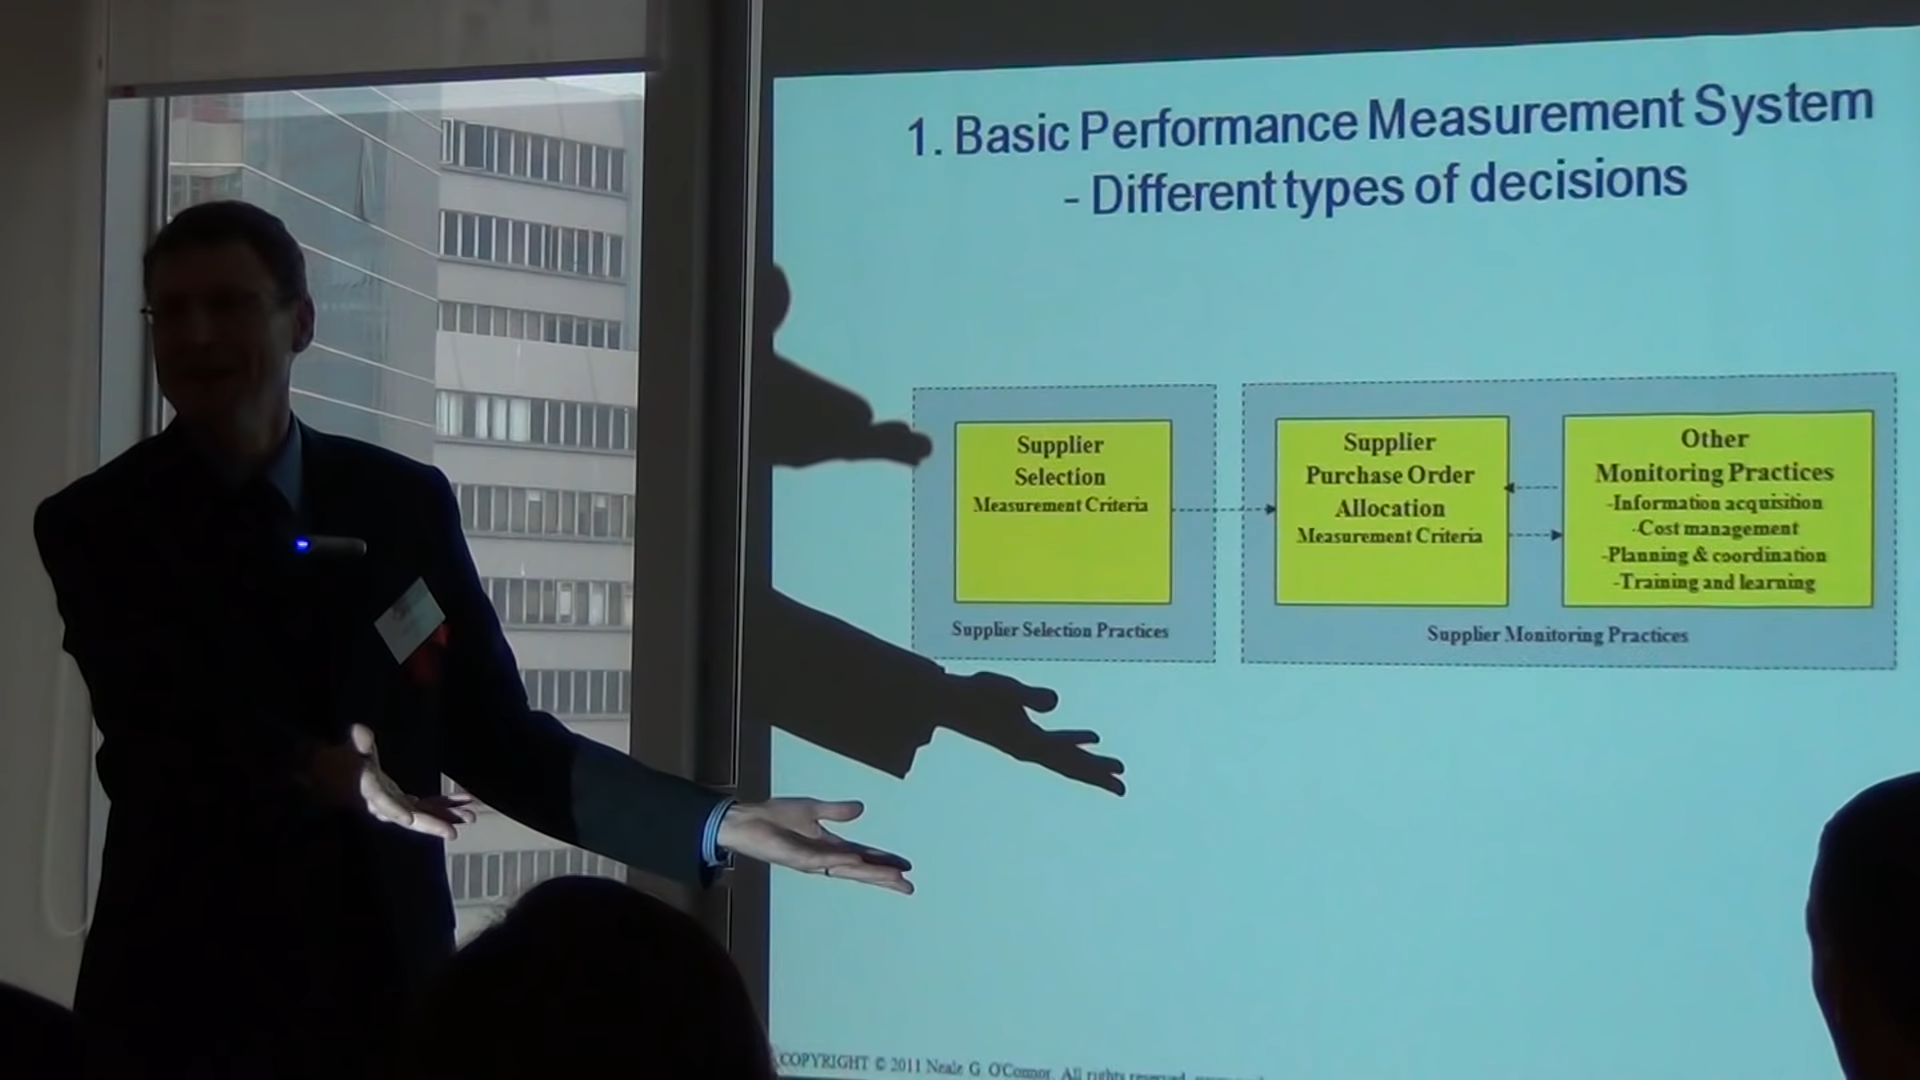 1. Basic Performance Measurement System
- Different types of decisions
Supplier
Selection
Measurement Criteria
Supplier Selection Practices
Supplier
Purchase Order
Allocation
Measurement Criteria
Other
Monitoring Practices
-Information acquisition
-Cost management
-Planning & coordination
-Training and learning
Supplier Monitoring Practices
COPYRIGHT © 2011 Neale G. O'Connor. All rights reserved.